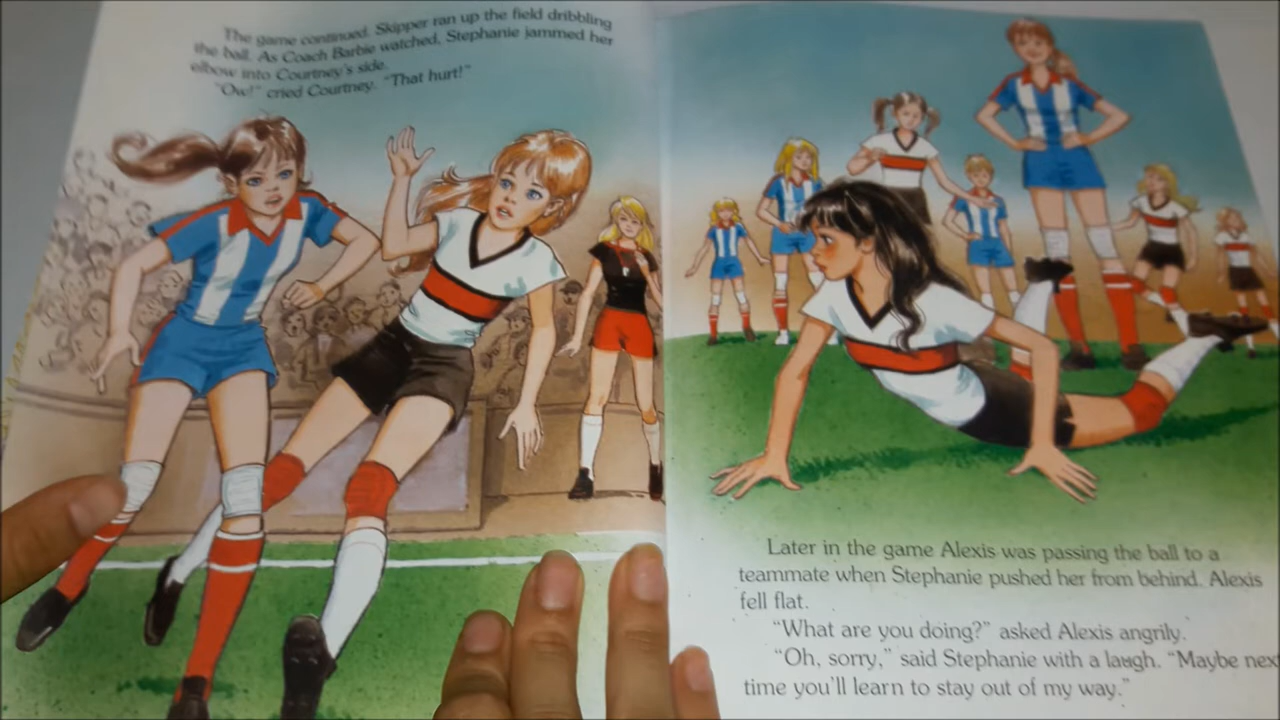 The game continued. Skipper ran up the field dribbling
the ball. As Coach Barbie watched, Stephanie jammed her
elbow into Courtney's side.
"Ow!" cried Courtney. "That hurt!"
Later in the game Alexis was passing the ball to a
teammate when Stephanie pushed her from behind. Alexis
fell flat.
"What are you doing?" asked Alexis angrily.
"Oh, sorry," said Stephanie with a laugh. "Maybe next
time you'll learn to stay out of my way."